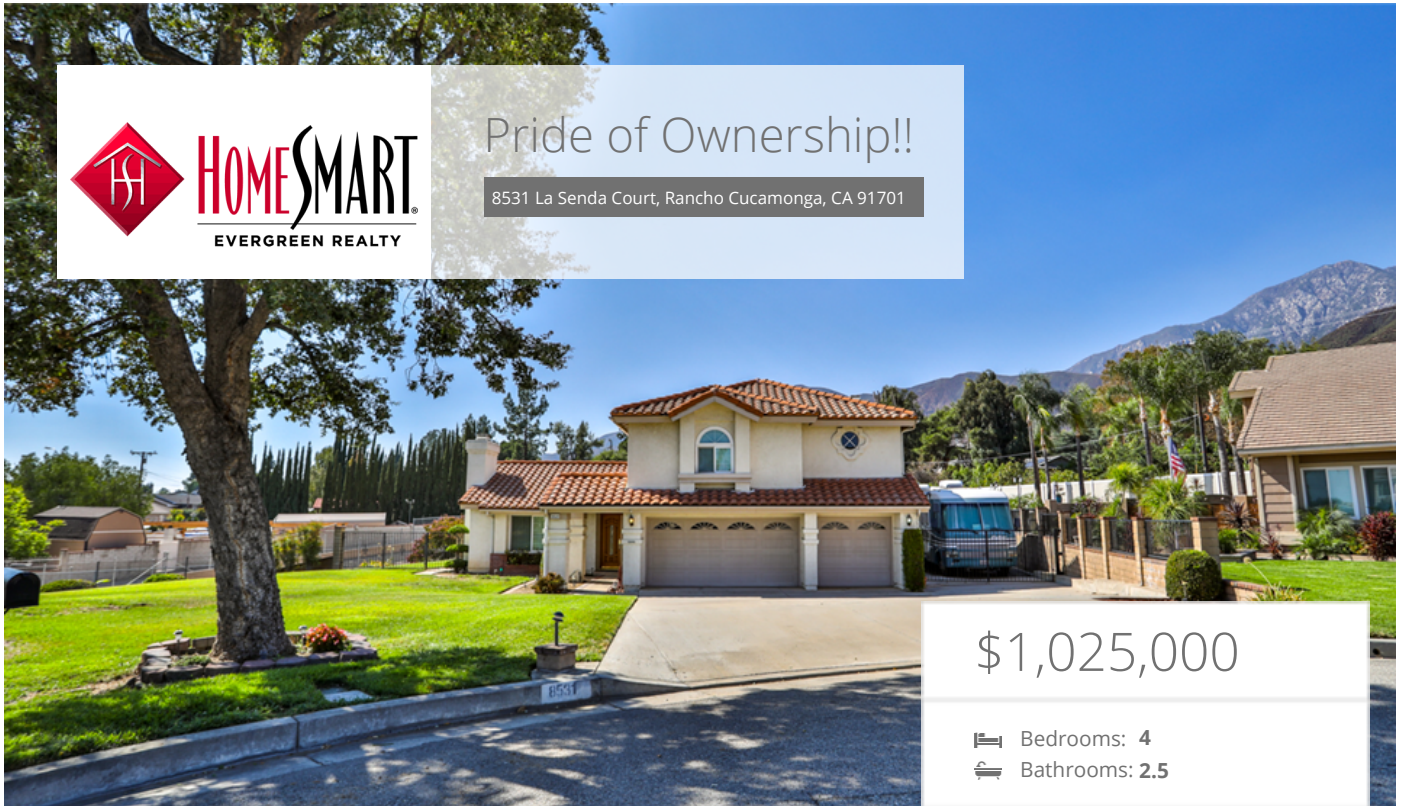 HOMESMART®
EVERGREEN REALTY
Pride of Ownership!!
8531 La Senda Court, Rancho Cucamonga, CA 91701
8531
$1,025,000
Bedrooms: 4
Bathrooms: 2.5